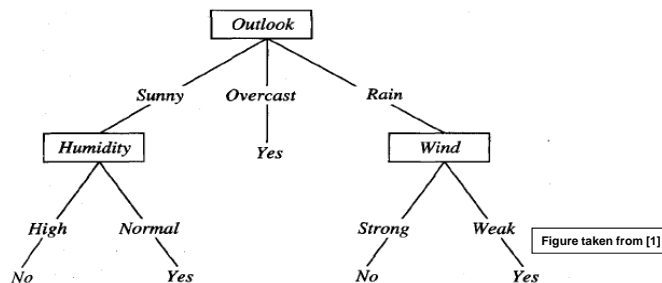 Outlook
Sunny Overcast Rain
Humidity Yes Wind
High Normal Strong Weak
Figure taken from [1]
No Yes No Yes